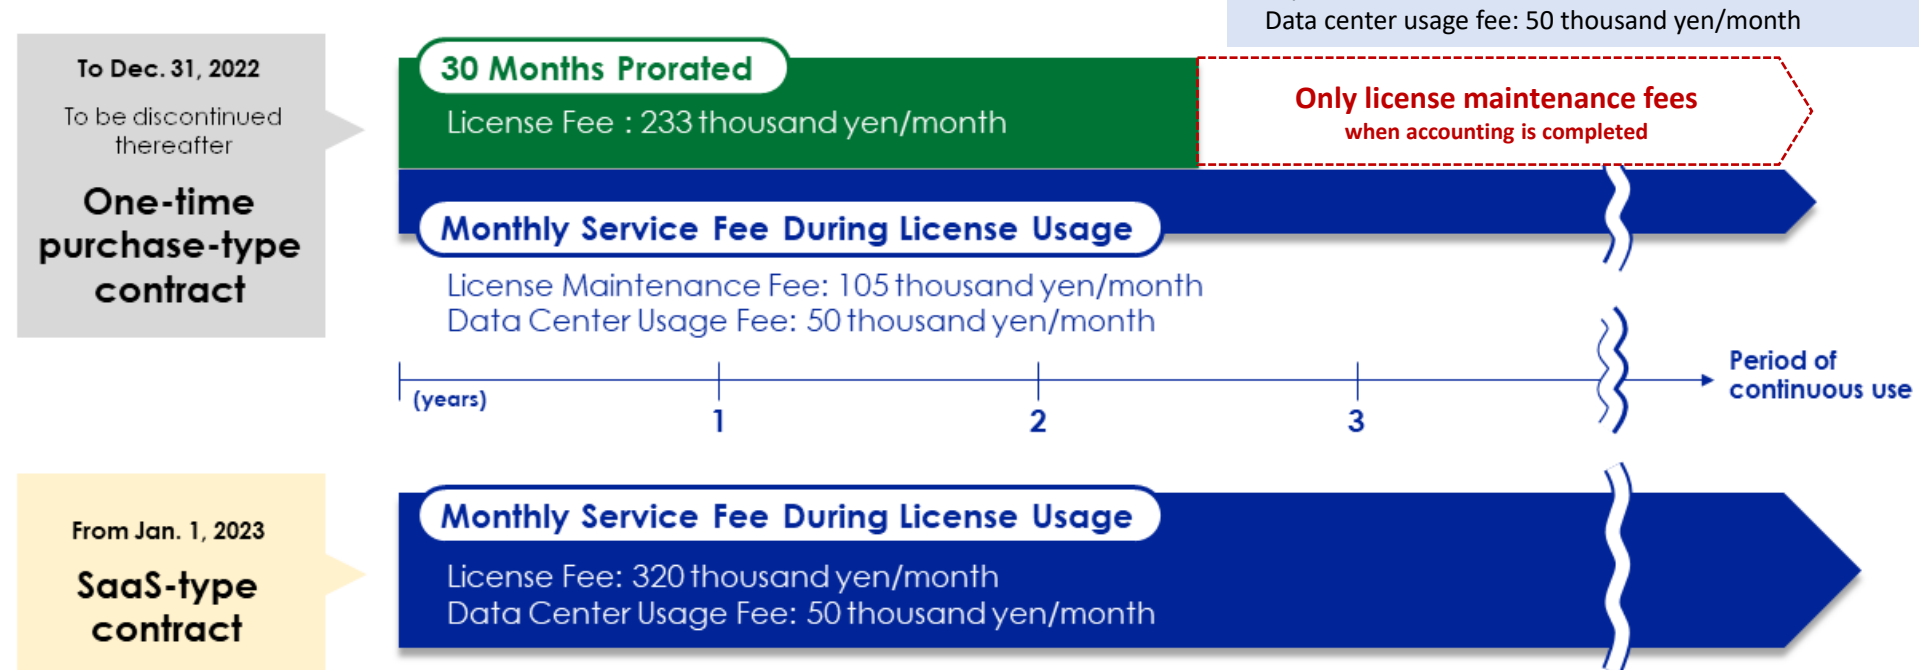 Data center usage fee: 50 thousand yen/month
To Dec. 31, 2022
To be discontinued
thereafter
One-time
purchase-type
contract
30 Months Prorated
License Fee : 233 thousand yen/month
Only license maintenance fees
when accounting is completed
Monthly Service Fee During License Usage
License Maintenance Fee: 105 thousand yen/month
Data Center Usage Fee: 50 thousand yen/month
(years)
1
2
3
Period of
continuous use
From Jan. 1, 2023
SaaS-type
contract
Monthly Service Fee During License Usage
License Fee: 320 thousand yen/month
Data Center Usage Fee: 50 thousand yen/month